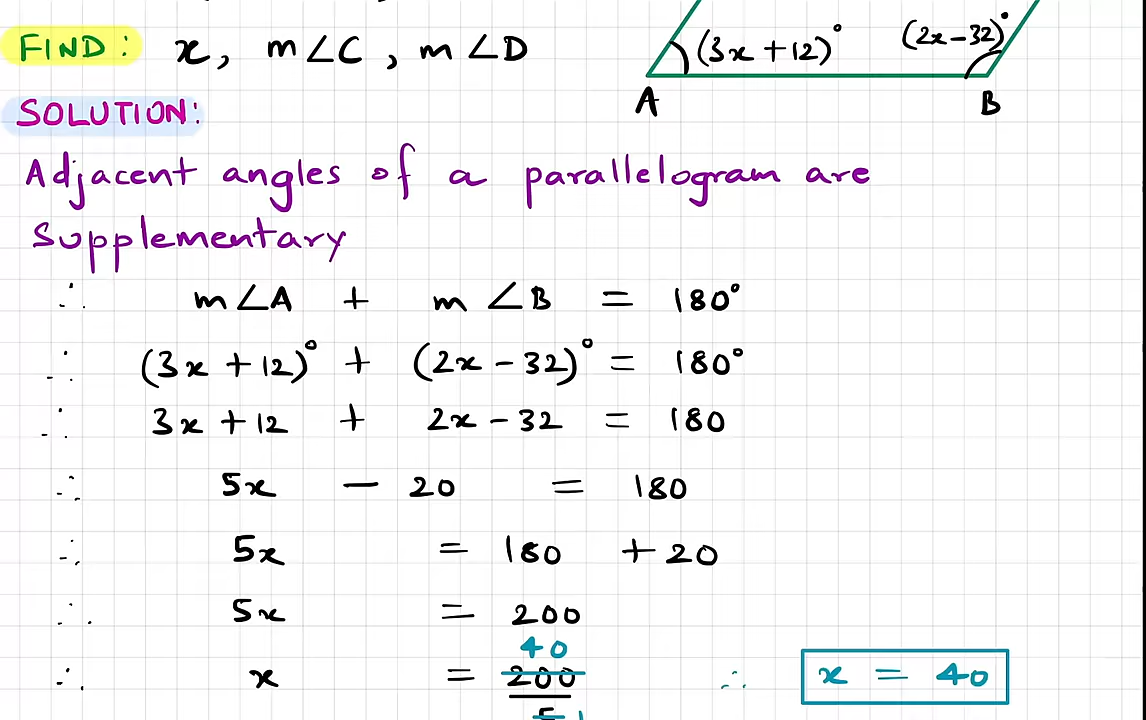 FIND: x, m∠C, m∠D
(3x+12)° (2x-32)°
A B
SOLUTION:
Adjacent angles of a parallelogram are
Supplementary
∴ m∠A + m∠B = 180°
∴ (3x+12)° + (2x-32)° = 180°
∴ 3x+12 + 2x-32 = 180
∴ 5x - 20 = 180
∴ 5x = 180 +20
∴ 5x = 200
40
∴ x = 200 ∴ x = 40